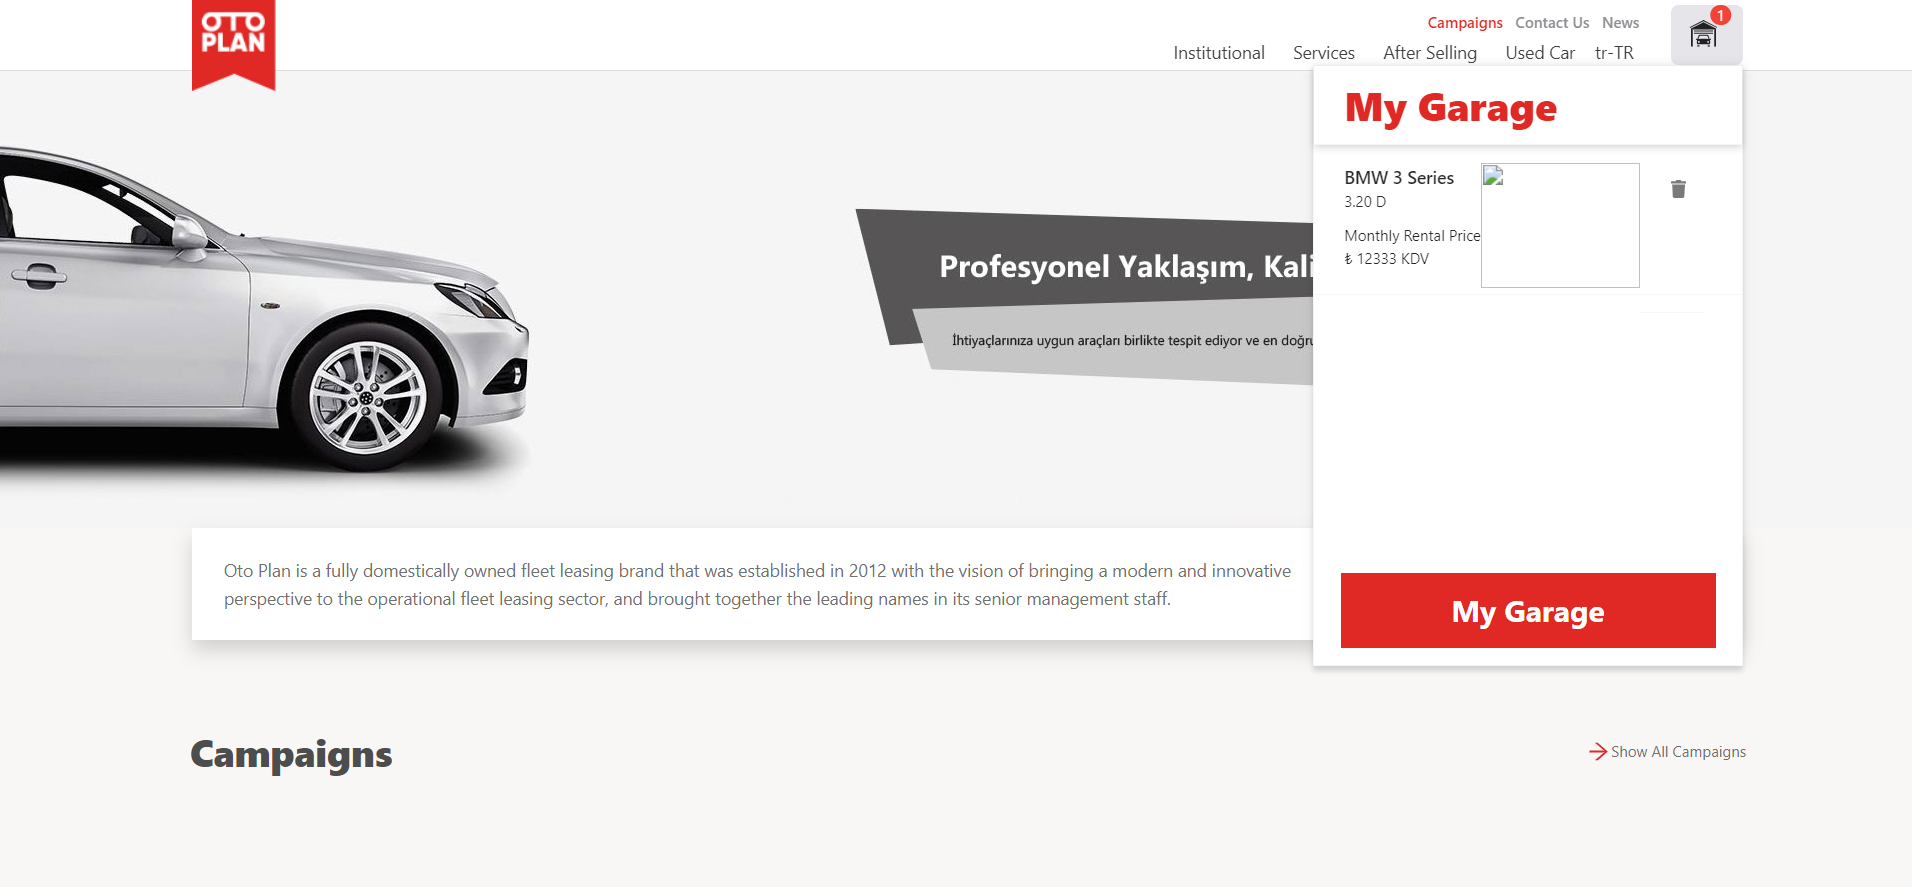 OTO
PLAN
Campaigns Contact Us News
1
Institutional Services After Selling Used Car tr-TR
My Garage
BMW 3 Series
3.20 D
Monthly Rental Price
₺ 12333 KDV
Profesyonel Yaklaşım, Kali
İhtiyaçlarınıza uygun araçları birlikte tespit ediyor ve en doğru
My Garage
Oto Plan is a fully domestically owned fleet leasing brand that was established in 2012 with the vision of bringing a modern and innovative
perspective to the operational fleet leasing sector, and brought together the leading names in its senior management staff.
Campaigns
Show All Campaigns